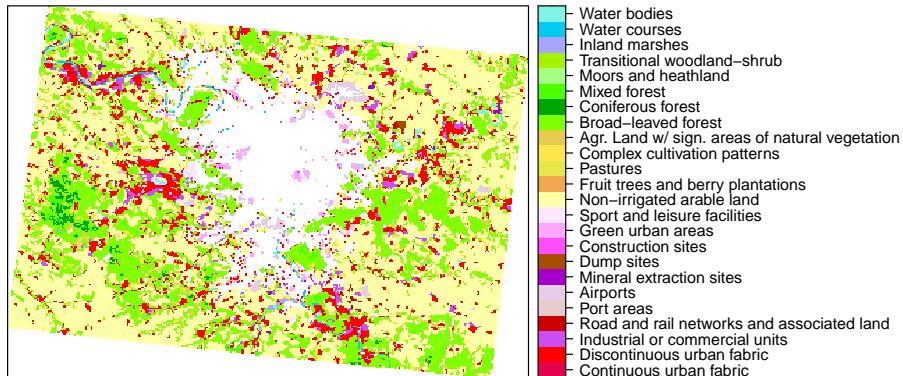 Water bodies
Water courses
Inland marshes
Transitional woodland−shrub
Moors and heathland
Mixed forest
Coniferous forest
Broad−leaved forest
Agr. Land w/ sign. areas of natural vegetation
Complex cultivation patterns
Pastures
Fruit trees and berry plantations
Non−irrigated arable land
Sport and leisure facilities
Green urban areas
Construction sites
Dump sites
Mineral extraction sites
Airports
Port areas
Road and rail networks and associated land
Industrial or commercial units
Discontinuous urban fabric
Continuous urban fabric